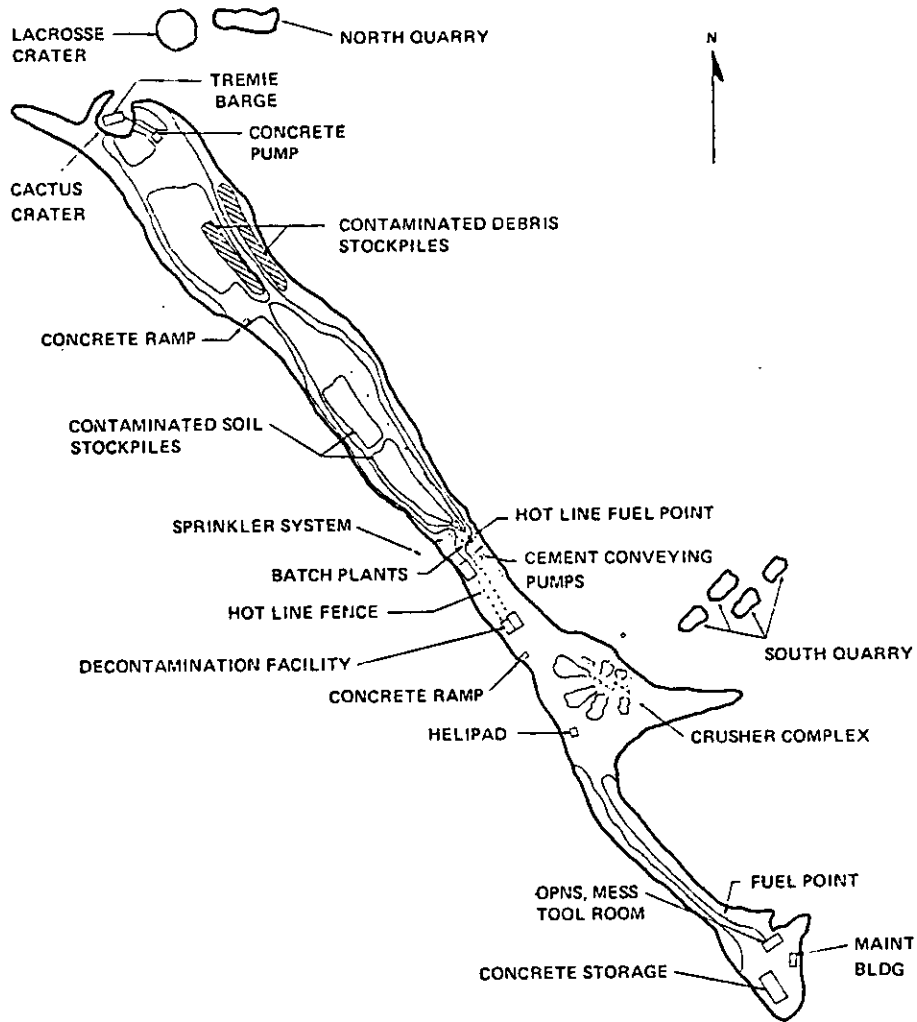 LACROSSE
CRATER
NORTH QUARRY
N
TREMIE
BARGE
CONCRETE
PUMP
CACTUS
CRATER
CONTAMINATED DEBRIS
STOCKPILES
CONCRETE RAMP
CONTAMINATED SOIL
STOCKPILES
SPRINKLER SYSTEM
HOT LINE FUEL POINT
BATCH PLANTS
CEMENT CONVEYING
PUMPS
HOT LINE FENCE
DECONTAMINATION FACILITY
SOUTH QUARRY
CONCRETE RAMP
HELIPAD
CRUSHER COMPLEX
OPNS, MESS
TOOL ROOM
FUEL POINT
MAINT
BLDG
CONCRETE STORAGE